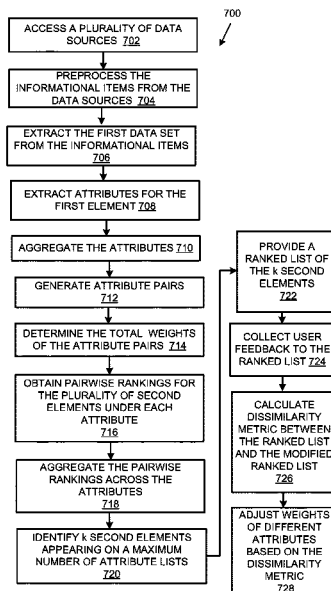 700
ACCESS A PLURALITY OF DATA
SOURCES 702
PREPROCESS THE
INFORMATIONAL ITEMS FROM THE
DATA SOURCES 704
EXTRACT THE FIRST DATA SET
FROM THE INFORMATIONAL ITEMS
706
EXTRACT ATTRIBUTES FOR THE
FIRST ELEMENT 708
AGGREGATE THE ATTRIBUTES 710
GENERATE ATTRIBUTE PAIRS
712
DETERMINE THE TOTAL WEIGHTS
OF THE ATTRIBUTE PAIRS 714
OBTAIN PAIRWISE RANKINGS FOR
THE PLURALITY OF SECOND
ELEMENTS UNDER EACH
ATTRIBUTE
716
AGGREGATE THE PAIRWISE
RANKINGS ACROSS THE
ATTRIBUTES
718
IDENTIFY k SECOND ELEMENTS
APPEARING ON A MAXIMUM
NUMBER OF ATTRIBUTE LISTS
720
PROVIDE A
RANKED LIST OF
THE k SECOND
ELEMENTS
722
COLLECT USER
FEEDBACK TO THE
RANKED LIST 724
CALCULATE
DISSIMILARITY
METRIC BETWEEN
THE RANKED LIST
AND THE MODIFIED
RANKED LIST
726
ADJUST WEIGHTS
OF DIFFERENT
ATTRIBUTES
BASED ON THE
DISSIMILARITY
METRIC
728